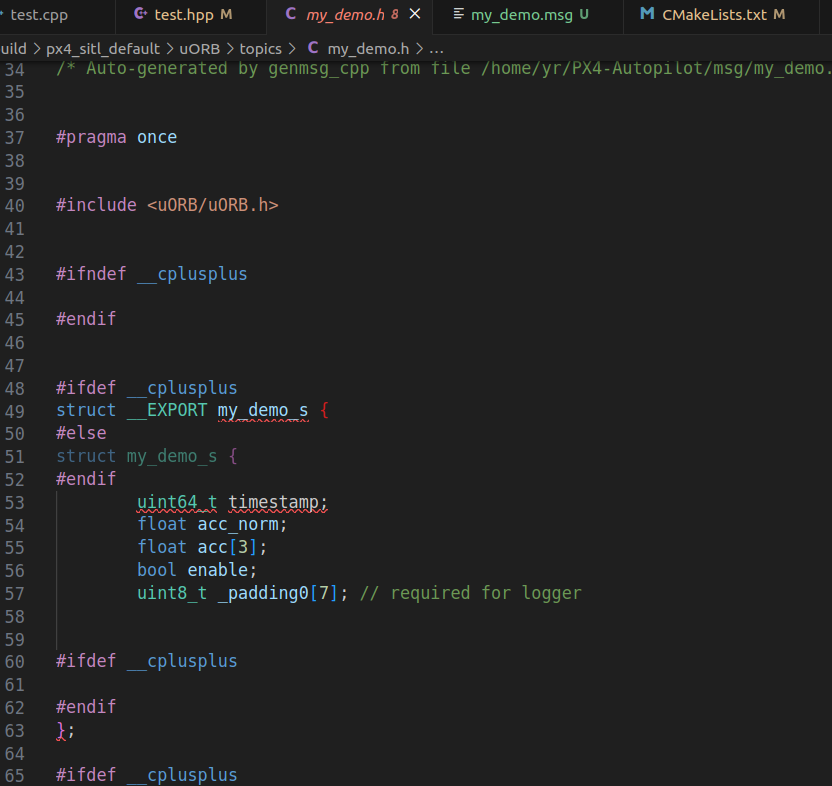 test.cpp test.hpp M my_demo.h 8 my_demo.msg U CMakeLists.txt M
uild > px4_sitl_default > uORB > topics > C my_demo.h > ...
34 /* Auto-generated by genmsg_cpp from file /home/yr/PX4-Autopilot/msg/my_demo.
35
36
37 #pragma once
38
39
40 #include <uORB/uORB.h>
41
42
43 #ifndef __cplusplus
44
45 #endif
46
47
48 #ifdef __cplusplus
49 struct __EXPORT my_demo_s {
50 #else
51 struct my_demo_s {
52 #endif
53 uint64_t timestamp;
54 float acc_norm;
55 float acc[3];
56 bool enable;
57 uint8_t _padding0[7]; // required for logger
58
59
60 #ifdef __cplusplus
61
62 #endif
63 };
64
65 #ifdef __cplusplus